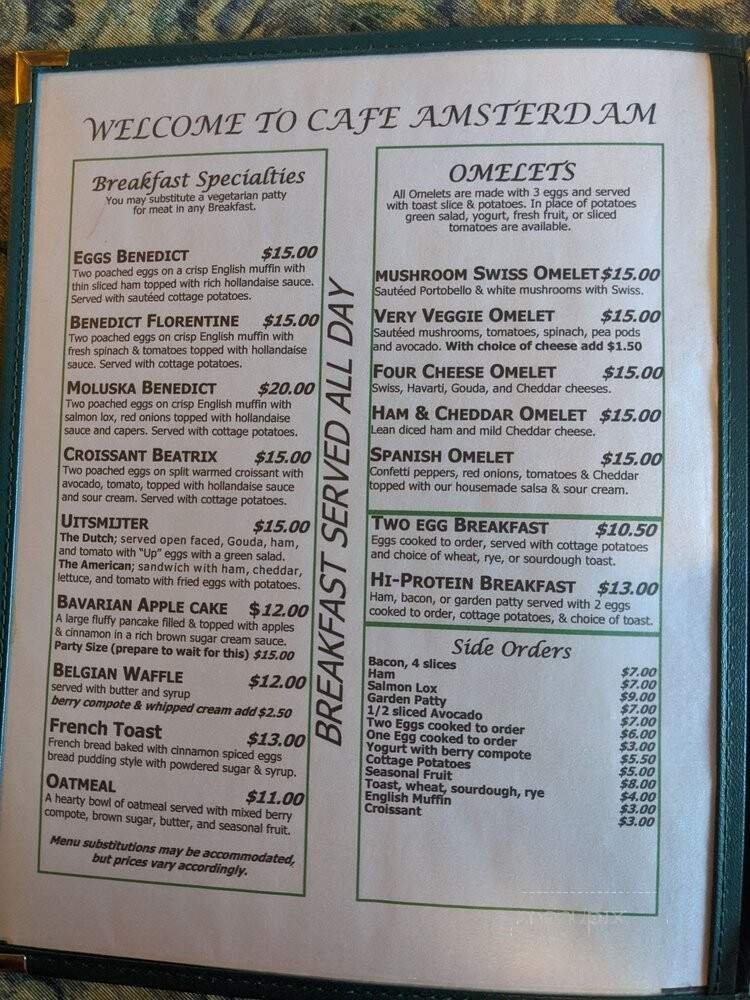 WELCOME TO CAFE AMSTERDAM
Breakfast Specialties
You may substitute a vegetarian patty
for meat in any Breakfast.
EGGS BENEDICT $15.00
Two poached eggs on a crisp English muffin with
thin sliced ham topped with rich hollandaise sauce.
Served with sautéed cottage potatoes.
BENEDICT FLORENTINE $15.00
Two poached eggs on crisp English muffin with
fresh spinach & tomatoes topped with hollandaise
sauce. Served with cottage potatoes.
MOLUSKA BENEDICT $20.00
Two poached eggs on crisp English muffin with
salmon lox, red onions topped with hollandaise
sauce and capers. Served with cottage potatoes.
CROISSANT BEATRIX $15.00
Two poached eggs on split warmed croissant with
avocado, tomato, topped with hollandaise sauce
and sour cream. Served with cottage potatoes.
UITSMIJTER $15.00
The Dutch; served open faced, Gouda, ham,
and tomato with "Up" eggs with a green salad.
The American; sandwich with ham, cheddar,
lettuce, and tomato with fried eggs with potatoes.
BAVARIAN APPLE CAKE $12.00
A large fluffy pancake filled & topped with apples
& cinnamon in a rich brown sugar cream sauce.
Party Size (prepare to wait for this) $15.00
BELGIAN WAFFLE $12.00
served with butter and syrup
berry compote & whipped cream add $2.50
French Toast $13.00
French bread baked with cinnamon spiced eggs
bread pudding style with powdered sugar & syrup.
OATMEAL $11.00
A hearty bowl of oatmeal served with mixed berry
compote, brown sugar, butter, and seasonal fruit.
Menu substitutions may be accommodated,
but prices vary accordingly.
BREAKFAST SERVED ALL DAY
OMELETS
All Omelets are made with 3 eggs and served
with toast slice & potatoes. In place of potatoes
green salad, yogurt, fresh fruit, or sliced
tomatoes are available.
MUSHROOM SWISS OMELET $15.00
Sautéed Portobello & white mushrooms with Swiss.
VERY VEGGIE OMELET $15.00
Sautéed mushrooms, tomatoes, spinach, pea pods
and avocado. With choice of cheese add $1.50
FOUR CHEESE OMELET $15.00
Swiss, Havarti, Gouda, and Cheddar cheeses.
HAM & CHEDDAR OMELET $15.00
Lean diced ham and mild Cheddar cheese.
SPANISH OMELET $15.00
Confetti peppers, red onions, tomatoes & Cheddar
topped with our housemade salsa & sour cream.
TWO EGG BREAKFAST $10.50
Eggs cooked to order, served with cottage potatoes
and choice of wheat, rye, or sourdough toast.
HI-PROTEIN BREAKFAST $13.00
Ham, bacon, or garden patty served with 2 eggs
cooked to order, cottage potatoes, & choice of toast.
Side Orders
Bacon, 4 slices $7.00
Ham $7.00
Salmon Lox $9.00
Garden Patty $7.00
1/2 sliced Avocado $7.00
Two Eggs cooked to order $6.00
One Egg cooked to order $3.00
Yogurt with berry compote $5.50
Cottage Potatoes $5.00
Seasonal Fruit $8.00
Toast, wheat, sourdough, rye $4.00
English Muffin $3.00
Croissant $3.00